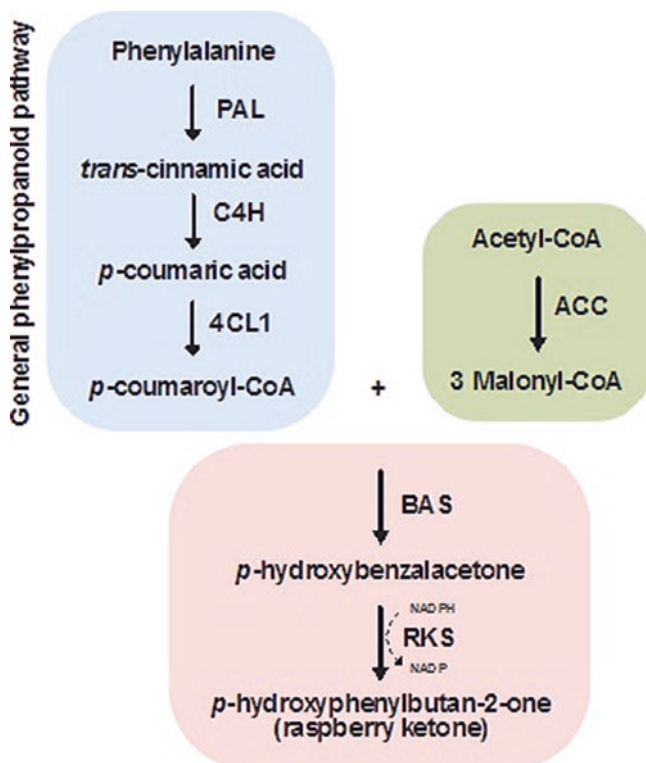 General phenylpropanoid pathway
Phenylalanine
PAL
trans-cinnamic acid
C4H
p-coumaric acid
4CL1
p-coumaroyl-CoA
+
Acetyl-CoA
ACC
3 Malonyl-CoA
BAS
p-hydroxybenzalacetone
NADPH
RKS
NADP
p-hydroxyphenylbutan-2-one
(raspberry ketone)